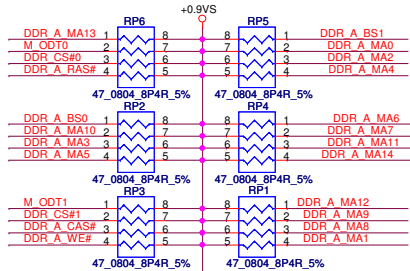 +0.9VS
RP6 RP5
DDR_A_MA13 1 8 8 1 DDR_A_BS1
M_ODT0 2 7 7 2 DDR_A_MA0
DDR_CS#0 3 6 6 3 DDR_A_MA2
DDR_A_RAS# 4 5 5 4 DDR_A_MA4
47_0804_8P4R_5% 47_0804_8P4R_5%
RP2 RP4
DDR_A_BS0 1 8 8 1 DDR_A_MA6
DDR_A_MA10 2 7 7 2 DDR_A_MA7
DDR_A_MA3 3 6 6 3 DDR_A_MA11
DDR_A_MA5 4 5 5 4 DDR_A_MA14
47_0804_8P4R_5% 47_0804_8P4R_5%
RP3 RP1
M_ODT1 1 8 8 1 DDR_A_MA12
DDR_CS#1 2 7 7 2 DDR_A_MA9
DDR_A_CAS# 3 6 6 3 DDR_A_MA8
DDR_A_WE# 4 5 5 4 DDR_A_MA1
47_0804_8P4R_5% 47_0804_8P4R_5%